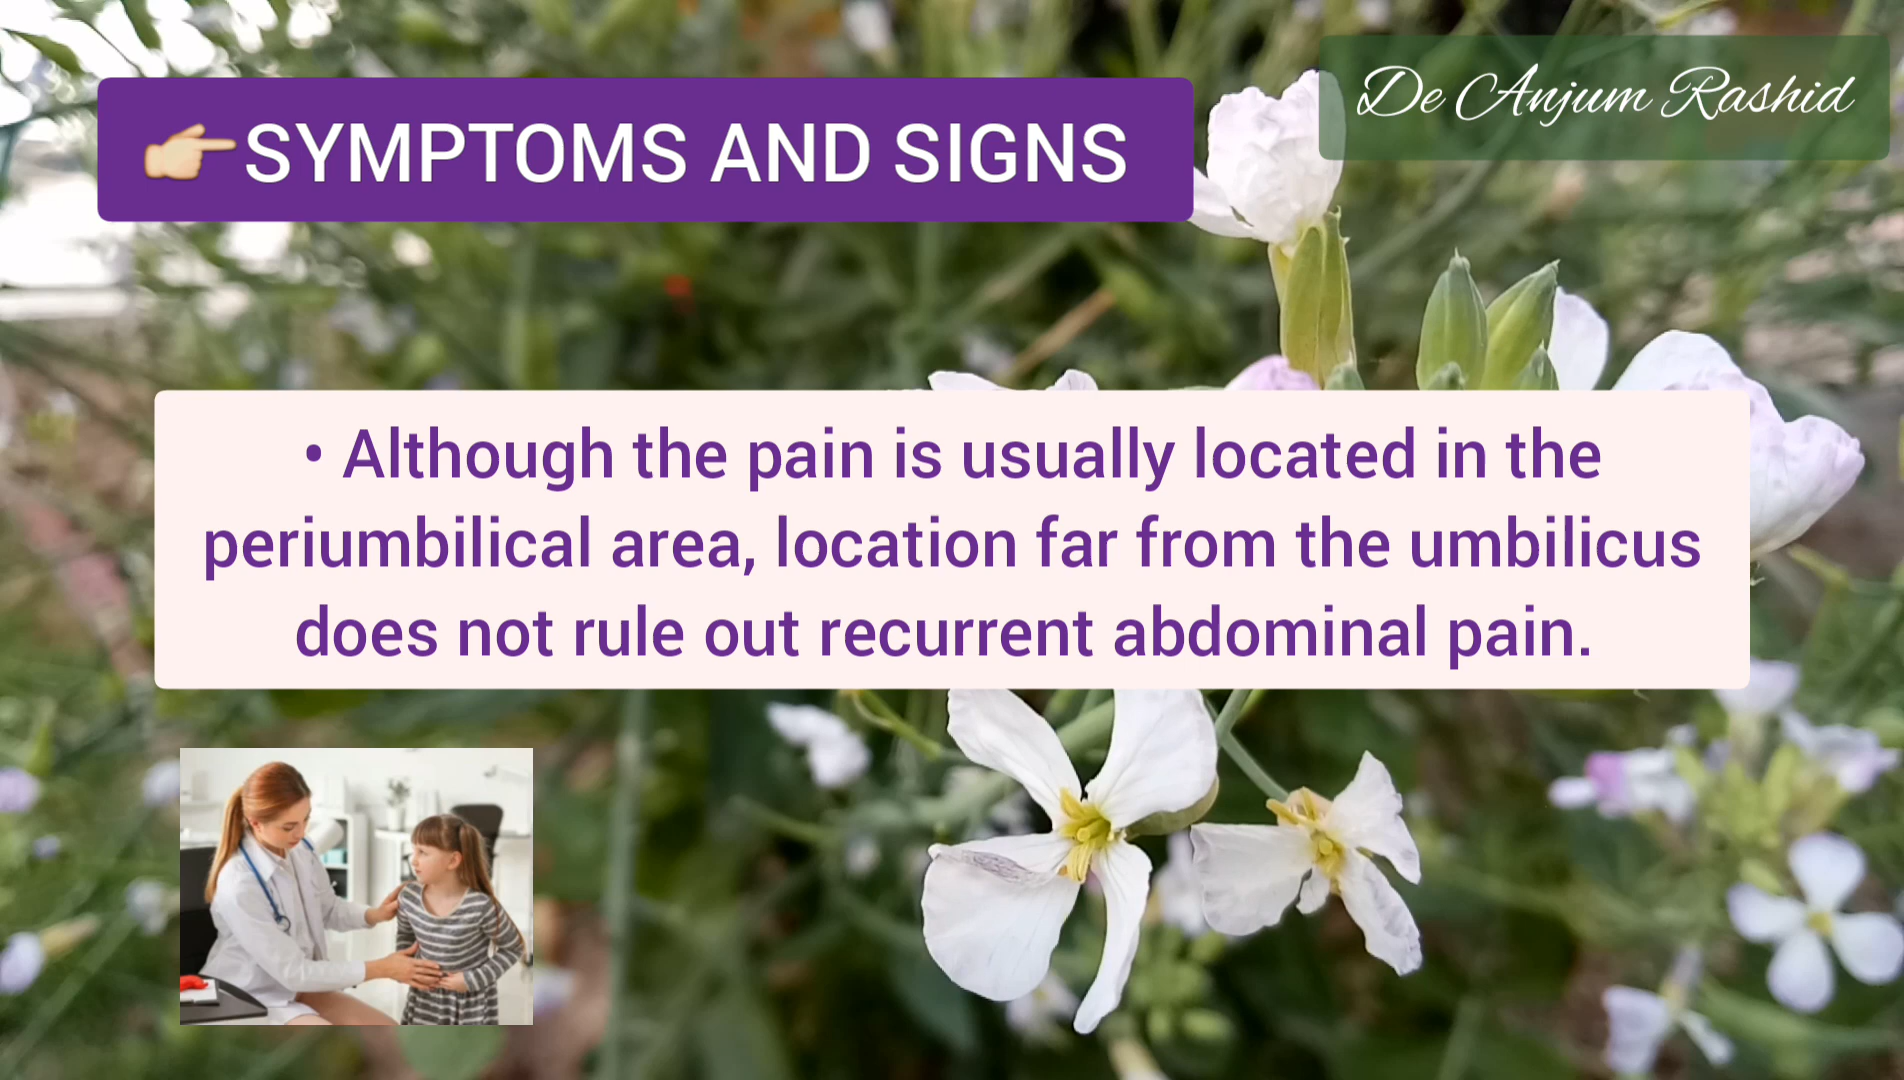 De Anjum Rashid
👉SYMPTOMS AND SIGNS
• Although the pain is usually located in the
periumbilical area, location far from the umbilicus
does not rule out recurrent abdominal pain.